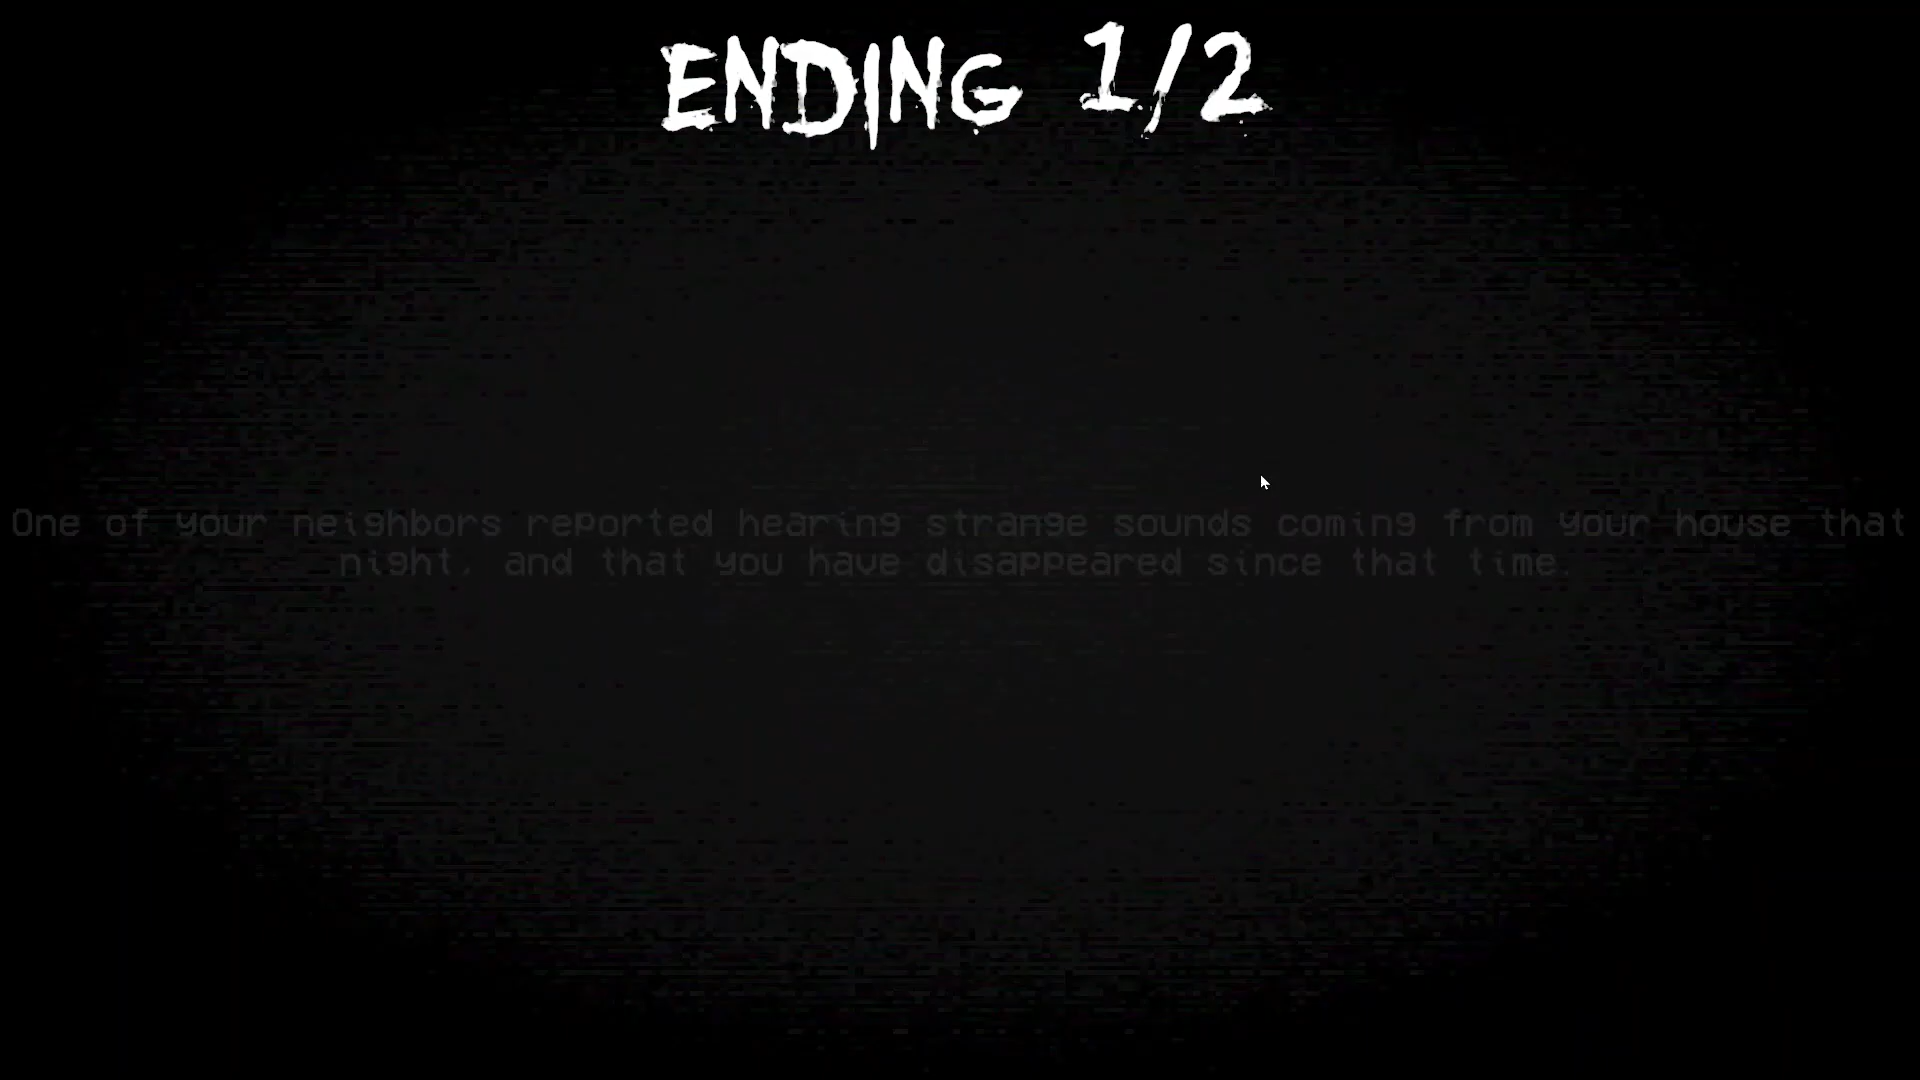 ENDING 1/2
One of your neighbors reported hearing strange sounds coming from your house that
night, and that you have disappeared since that time.